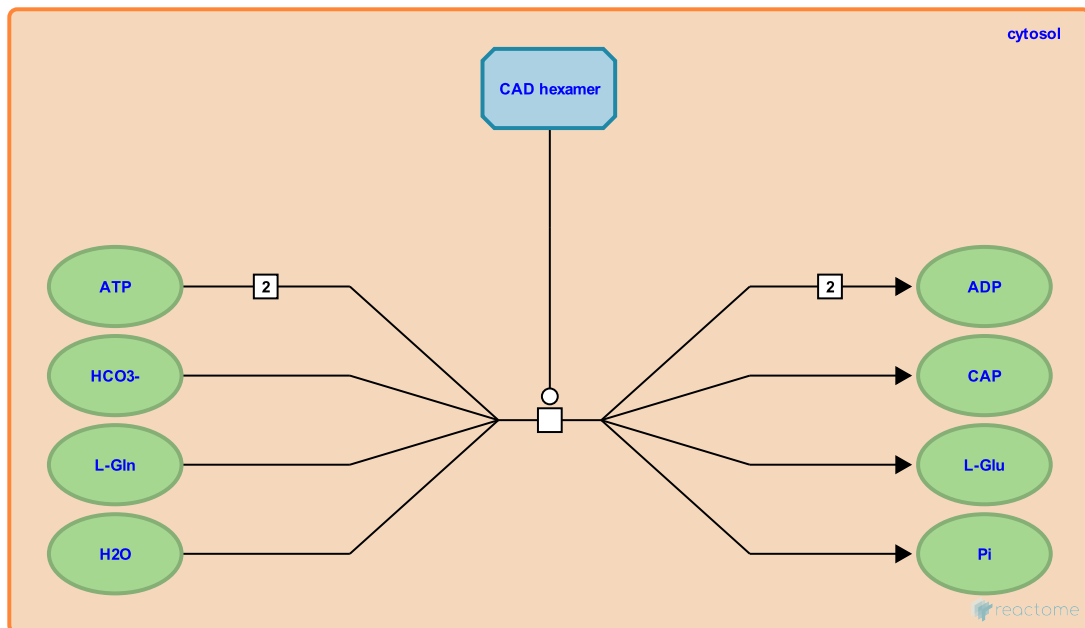 cytosol
CAD hexamer
ATP
2
2
ADP
HCO3-
CAP
L-Gln
L-Glu
H2O
Pi
reactome